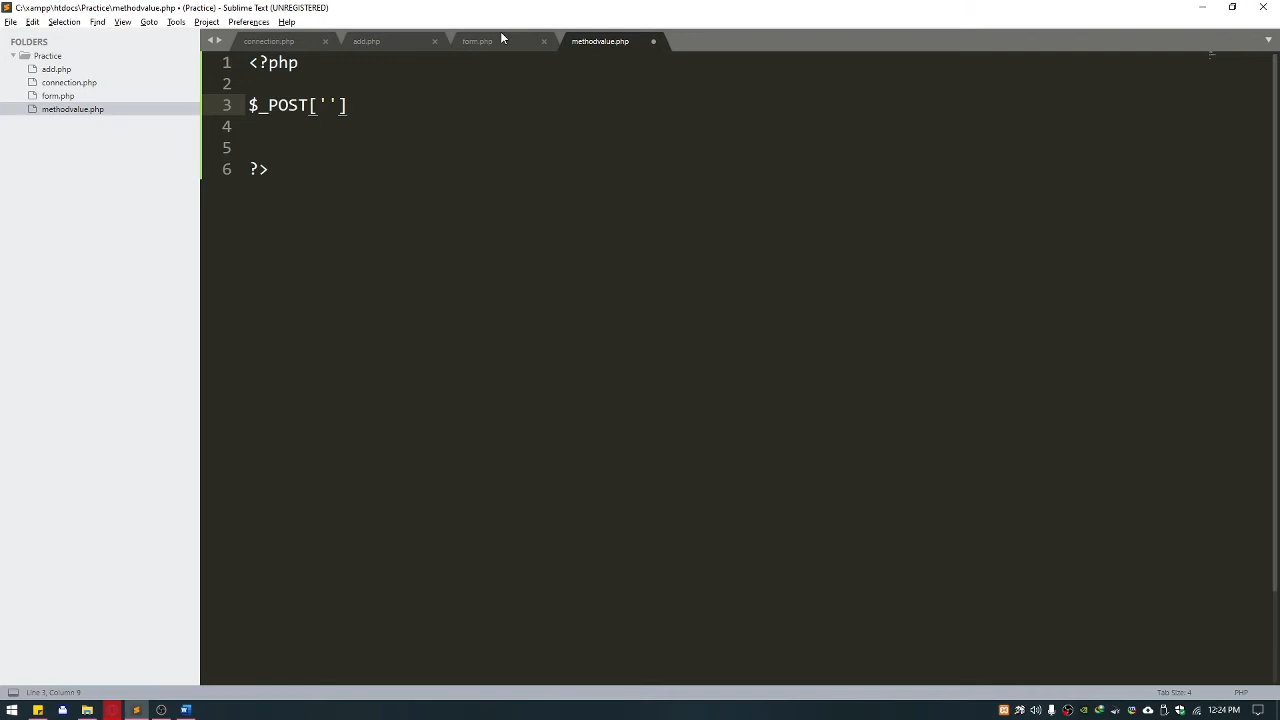 C:\xampp\htdocs\Practice\methodvalue.php • (Practice) - Sublime Text (UNREGISTERED)
File Edit Selection Find View Goto Tools Project Preferences Help
FOLDERS
Practice
add.php
connection.php
form.php
methodvalue.php
connection.php add.php form.php methodvalue.php
1 <?php
2
3 $_POST['']
4
5
6 ?>
Line 3, Column 9 Tab Size: 4 PHP
12:24 PM